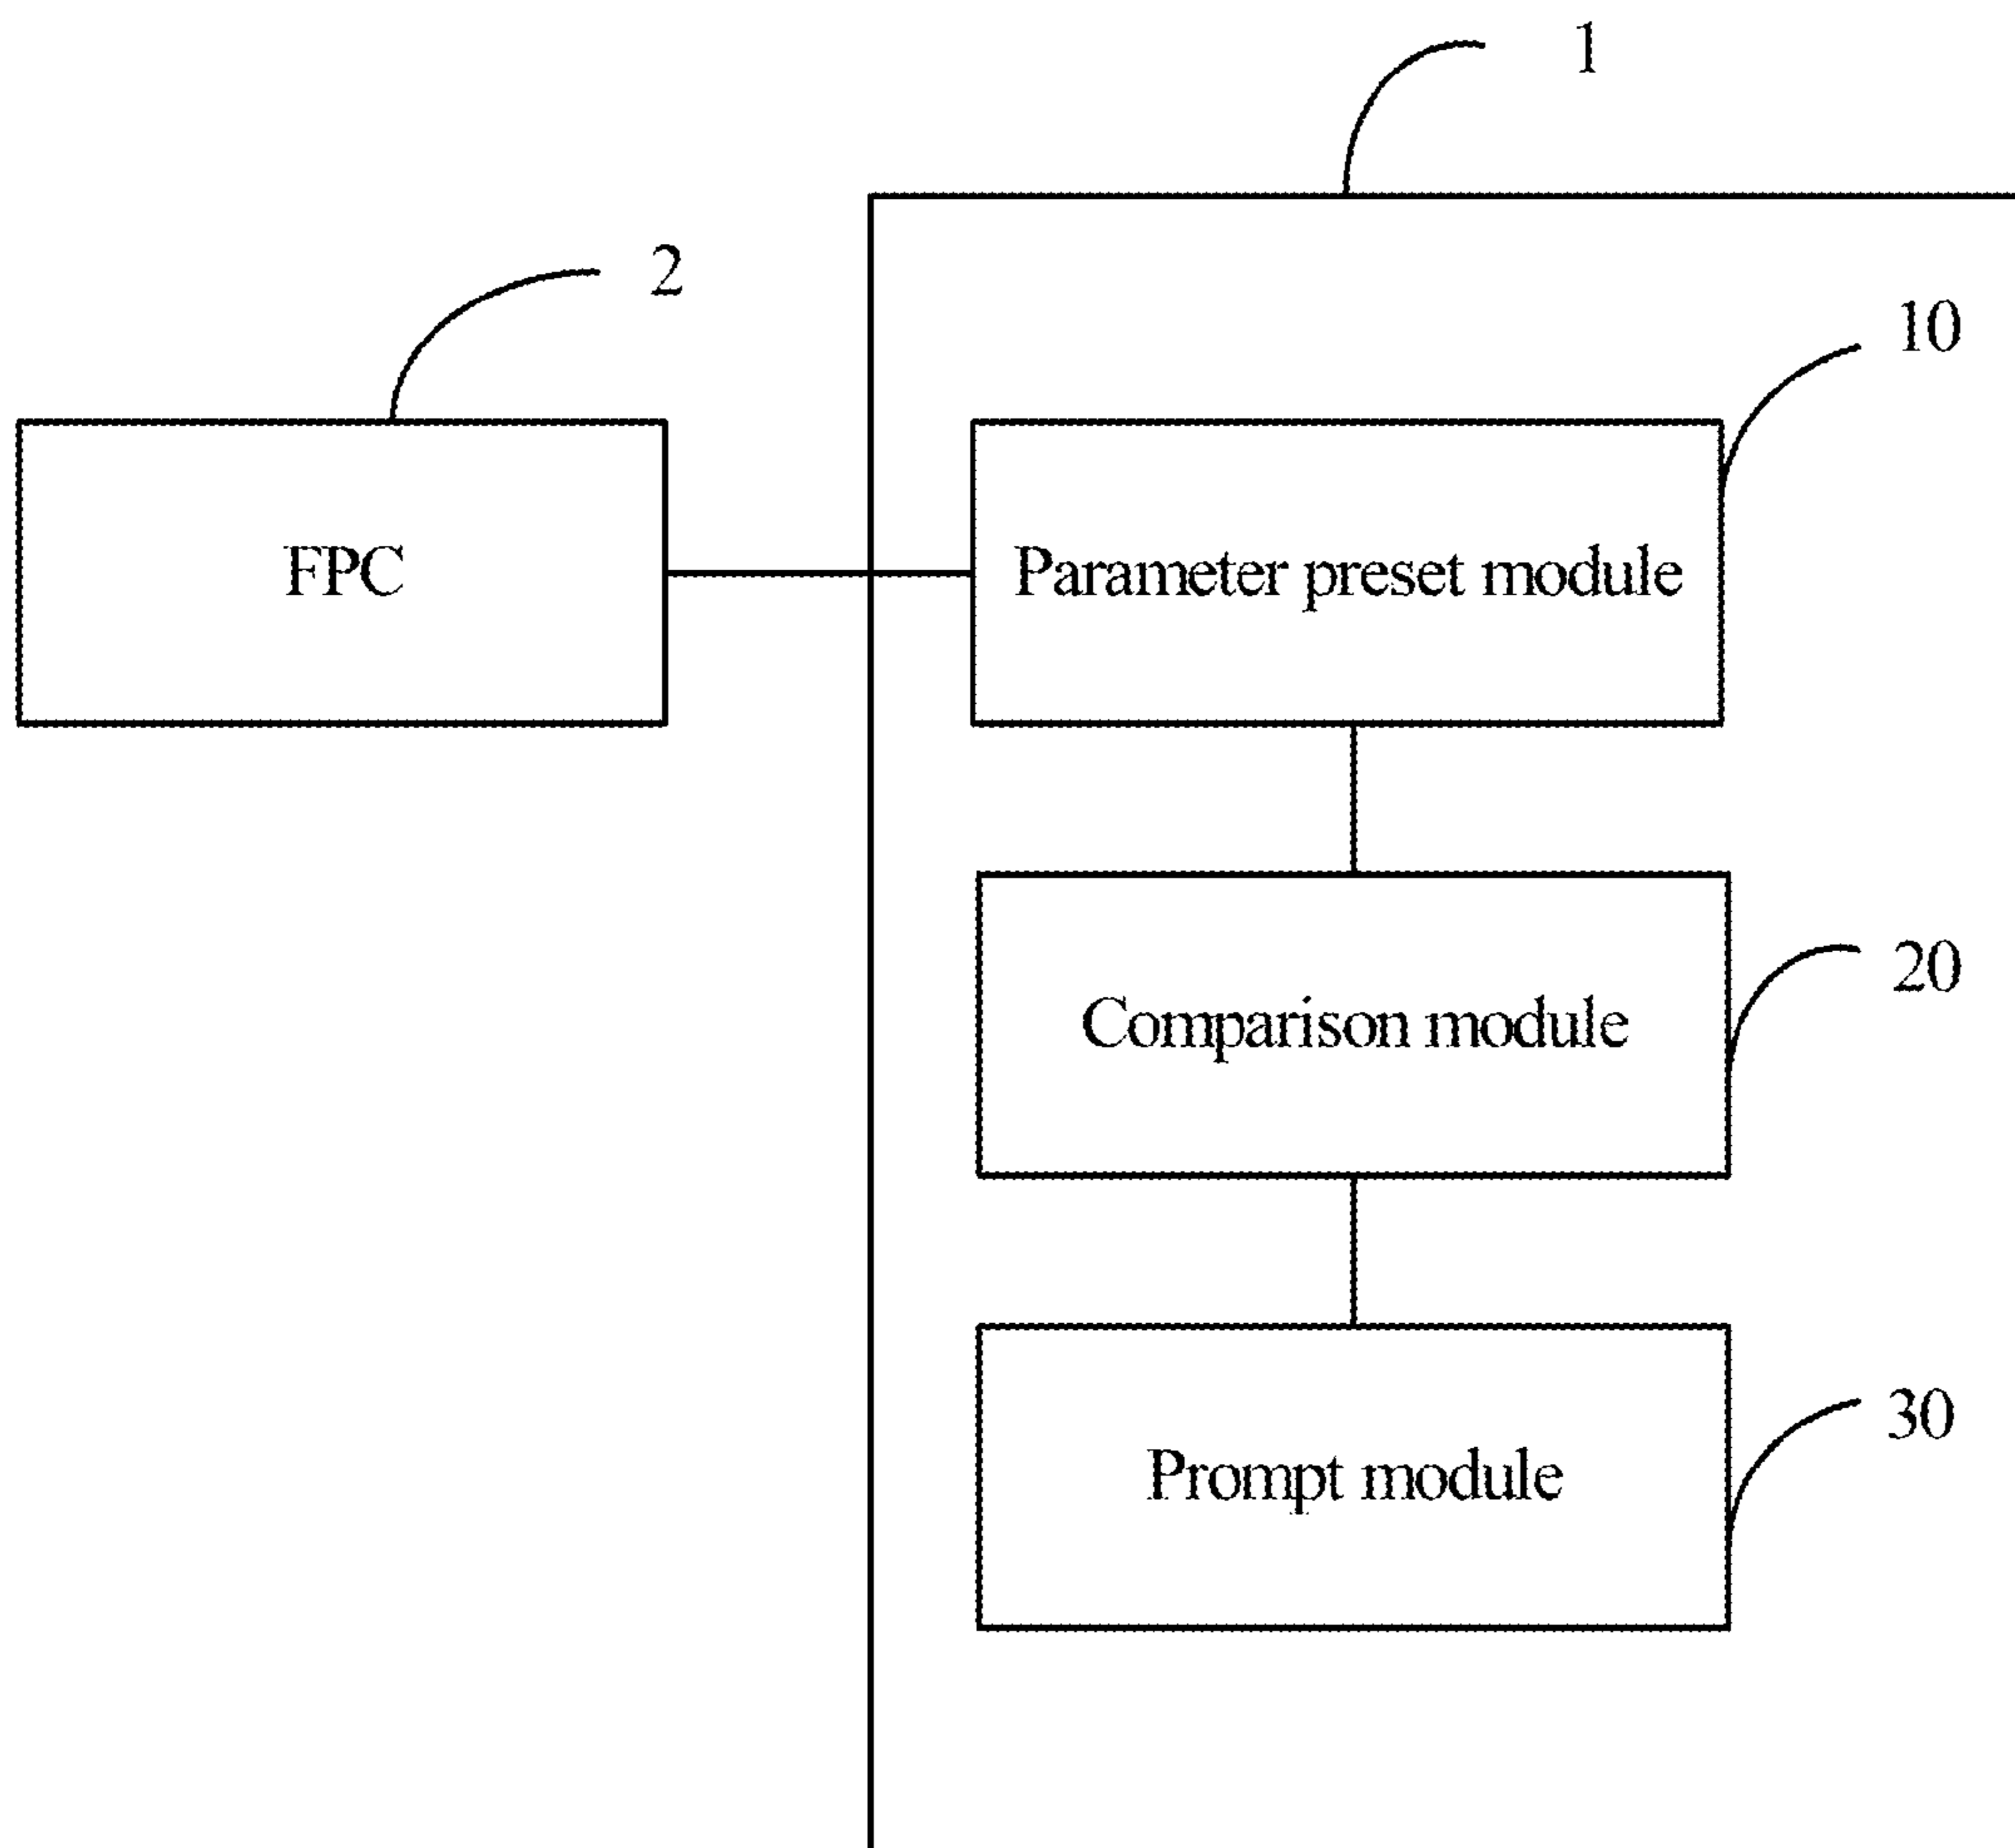 1
2
10
FPC
Parameter preset module
20
Comparison module
30
Prompt module